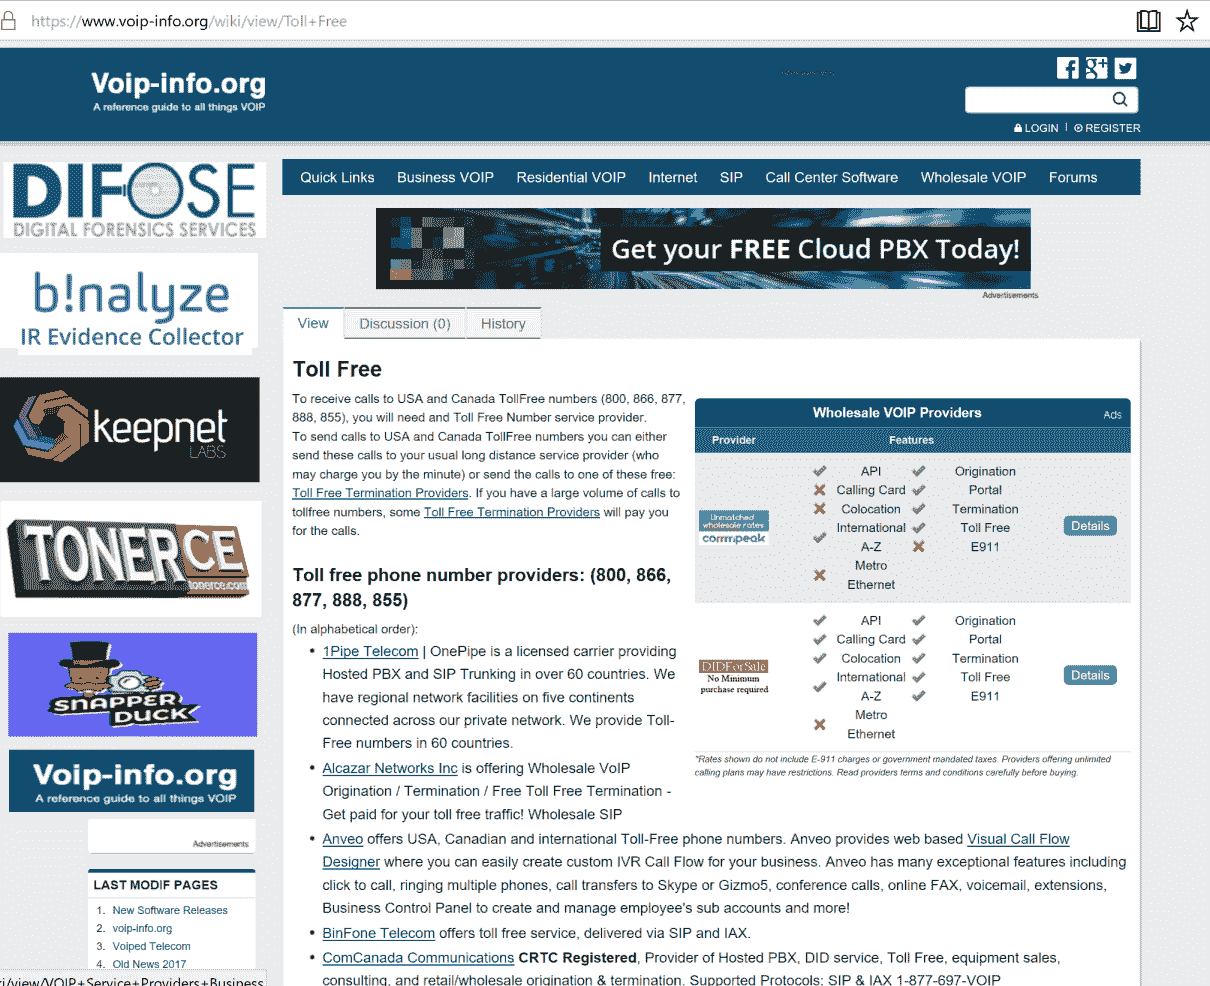 https://www.voip-info.org/wiki/view/Toll+Free
Voip-info.org
A reference guide to all things VOIP
LOGIN | REGISTER
DIFOSE
DIGITAL FORENSICS SERVICES
b!nalyze
IR Evidence Collector
keepnet
LABS
TONERCE
tonerce.com
SNAPPER
DUCK
Voip-info.org
A reference guide to all things VOIP
Advertisements
LAST MODIF PAGES
1. New Software Releases
2. voip-info.org
3. Voiped Telecom
4. Old News 2017
ki/view/VOIP+Service+Providers+Business
Quick Links Business VOIP Residential VOIP Internet SIP Call Center Software Wholesale VOIP Forums
Get your FREE Cloud PBX Today!
Advertisements
View Discussion (0) History
Toll Free
To receive calls to USA and Canada TollFree numbers (800, 866, 877,
888, 855), you will need and Toll Free Number service provider.
To send calls to USA and Canada TollFree numbers you can either
send these calls to your usual long distance service provider (who
may charge you by the minute) or send the calls to one of these free:
Toll Free Termination Providers. If you have a large volume of calls to
tollfree numbers, some Toll Free Termination Providers will pay you
for the calls.
Toll free phone number providers: (800, 866,
877, 888, 855)
(In alphabetical order):
• 1Pipe Telecom | OnePipe is a licensed carrier providing
Hosted PBX and SIP Trunking in over 60 countries. We
have regional network facilities on five continents
connected across our private network. We provide Toll-
Free numbers in 60 countries.
• Alcazar Networks Inc is offering Wholesale VoIP
Origination / Termination / Free Toll Free Termination -
Get paid for your toll free traffic! Wholesale SIP
• Anveo offers USA, Canadian and international Toll-Free phone numbers. Anveo provides web based Visual Call Flow
Designer where you can easily create custom IVR Call Flow for your business. Anveo has many exceptional features including
click to call, ringing multiple phones, call transfers to Skype or Gizmo5, conference calls, online FAX, voicemail, extensions,
Business Control Panel to create and manage employee's sub accounts and more!
• BinFone Telecom offers toll free service, delivered via SIP and IAX.
• ComCanada Communications CRTC Registered, Provider of Hosted PBX, DID service, Toll Free, equipment sales,
consulting, and retail/wholesale origination & termination. Supported Protocols: SIP & IAX 1-877-697-VOIP
Wholesale VOIP Providers Ads
Provider Features
Unmatched
wholesale rates
commpeak
API Origination
Calling Card Portal
Colocation Termination
International Toll Free
A-Z E911
Metro
Ethernet
Details
DIDForSale
No Minimum
purchase required
API Origination
Calling Card Portal
Colocation Termination
International Toll Free
A-Z E911
Metro
Ethernet
Details
*Rates shown do not include E-911 charges or government mandated taxes. Providers offering unlimited
calling plans may have restrictions. Read providers terms and conditions carefully before buying.